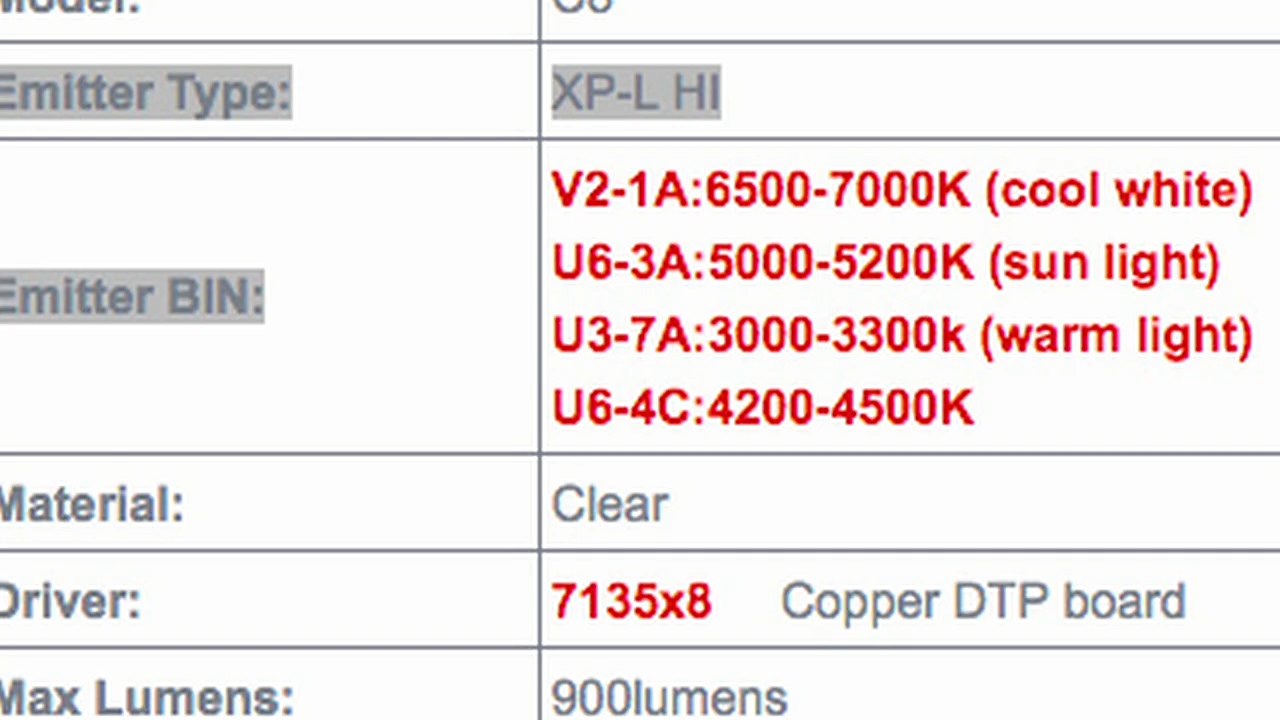 Model: C8
Emitter Type: XP-L HI
Emitter BIN:
V2-1A:6500-7000K (cool white)
U6-3A:5000-5200K (sun light)
U3-7A:3000-3300k (warm light)
U6-4C:4200-4500K
Material: Clear
Driver: 7135x8 Copper DTP board
Max Lumens: 900lumens